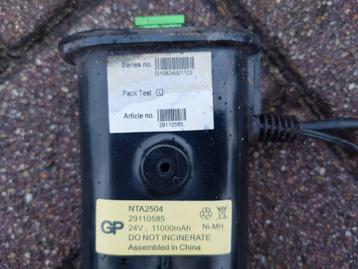 Series no.
G10824001123
Pack Test
Article no.
29110585
GP
NTA2504
29110585
24V, 11000mAh
Ni-MH
DO NOT INCINERATE
Assembled in China